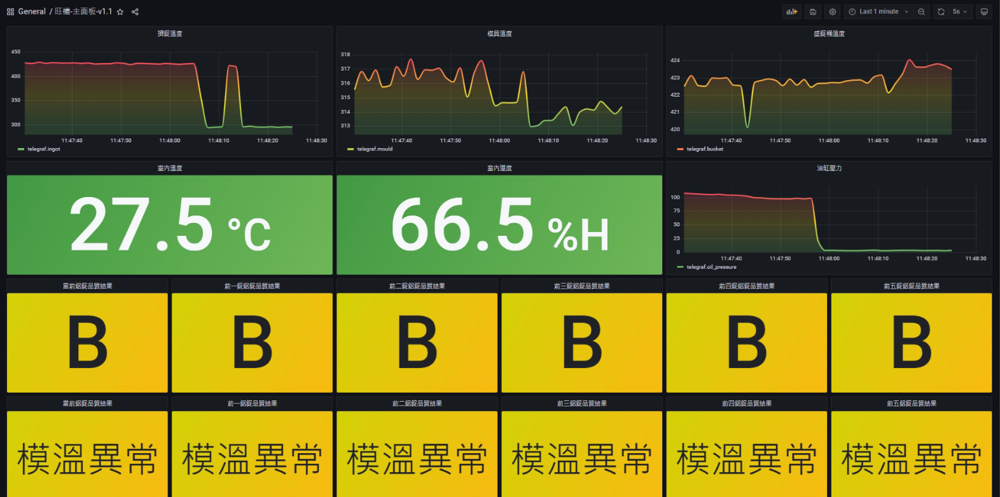 General / 旺欉-主面板-v1.1
Last 1 minute
5s
擠錠溫度
450
400
350
300
11:47:40 11:47:50 11:48:00 11:48:10 11:48:20 11:48:30
telegraf.ingot
模具溫度
318
317
316
315
314
313
11:47:40 11:47:50 11:48:00 11:48:10 11:48:20 11:48:30
telegraf.mould
盛錠桶溫度
424
423
422
421
420
11:47:40 11:47:50 11:48:00 11:48:10 11:48:20 11:48:30
telegraf.bucket
室內溫度
27.5 °C
室內溼度
66.5 %H
油缸壓力
100
75
50
25
0
11:47:40 11:47:50 11:48:00 11:48:10 11:48:20 11:48:30
telegraf.oil_pressure
當前鋁錠品質結果
B
前一錠鋁錠品質結果
B
前二錠鋁錠品質結果
B
前三錠鋁錠品質結果
B
前四錠鋁錠品質結果
B
前五錠鋁錠品質結果
B
當前鋁錠品質結果
模溫異常
前一鋁錠品質結果
模溫異常
前二鋁錠品質結果
模溫異常
前三鋁錠品質結果
模溫異常
前四鋁錠品質結果
模溫異常
前五鋁錠品質結果
模溫異常